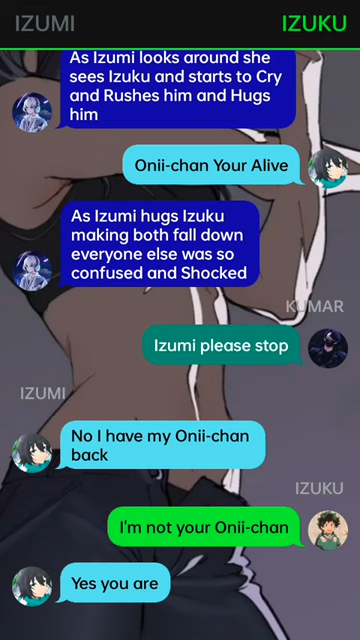 IZUMI
IZUKU
As Izumi looks around she
sees Izuku and starts to Cry
and Rushes him and Hugs
him
Onii-chan Your Alive
As Izumi hugs Izuku
making both fall down
everyone else was so
confused and Shocked
KUMAR
Izumi please stop
IZUMI
No I have my Onii-chan
back
IZUKU
I'm not your Onii-chan
Yes you are